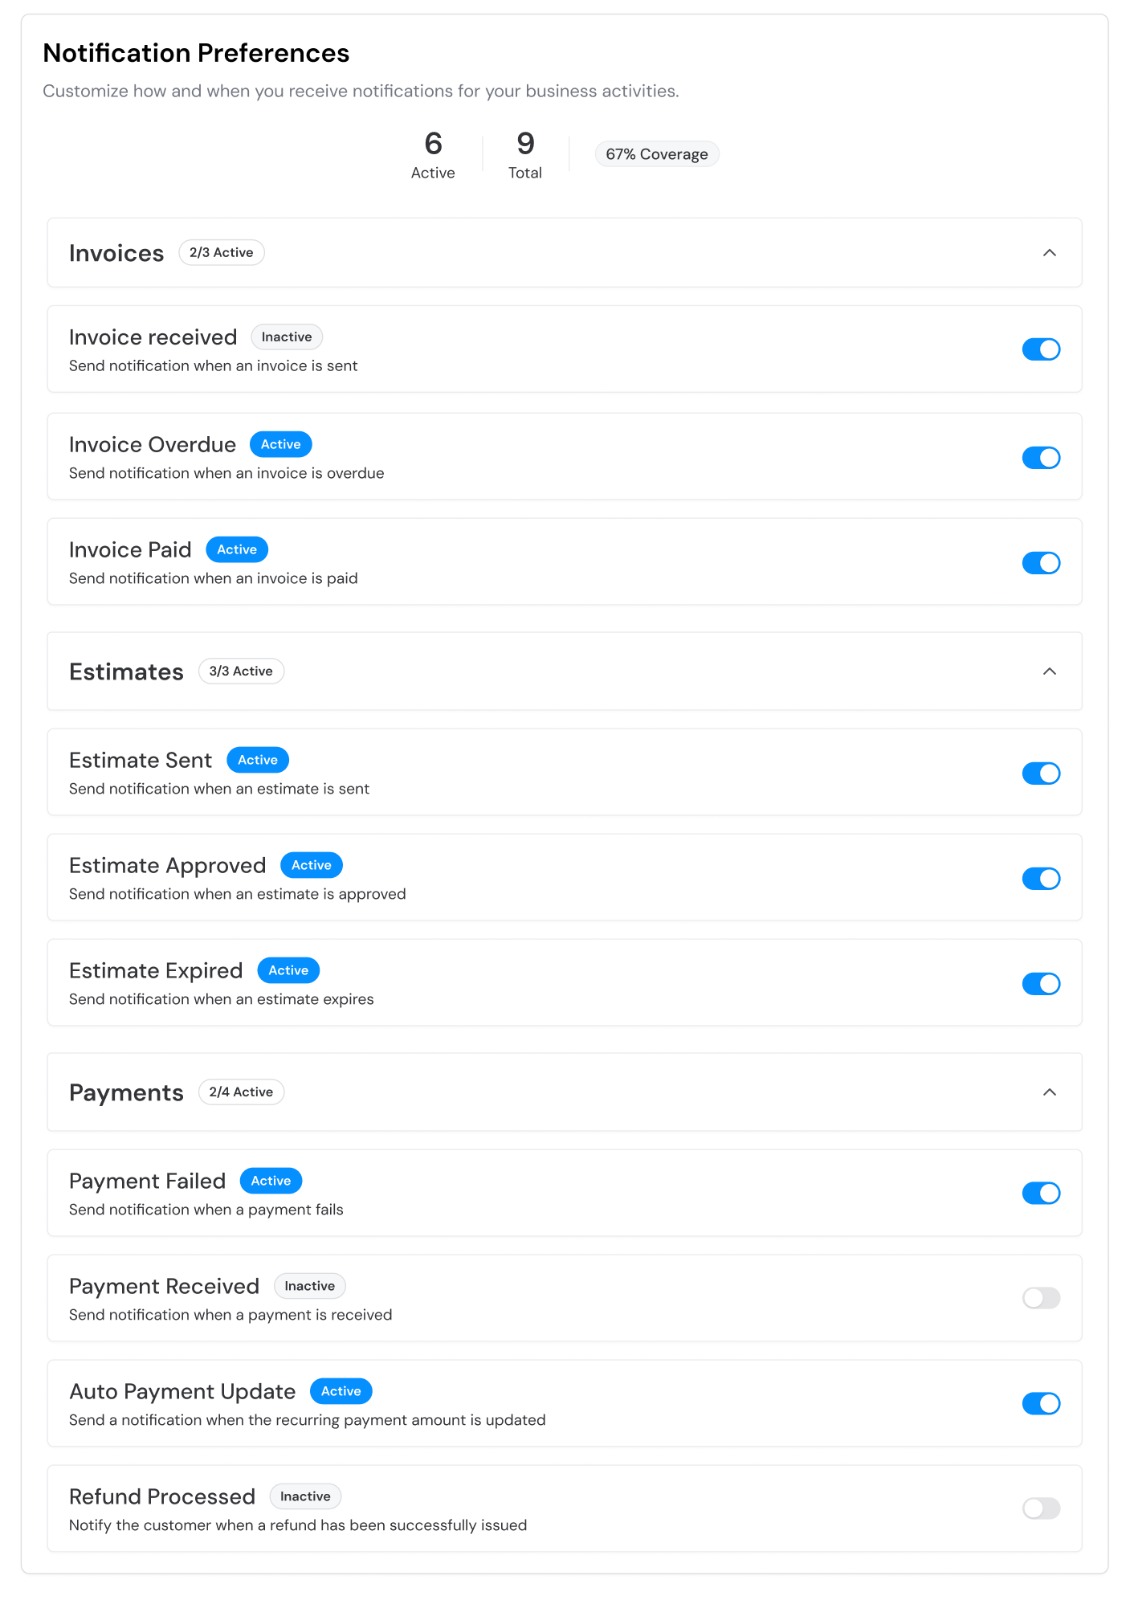 Notification Preferences
Customize how and when you receive notifications for your business activities.
6
Active
9
Total
67% Coverage
Invoices 2/3 Active
Invoice received Inactive
Send notification when an invoice is sent
Invoice Overdue Active
Send notification when an invoice is overdue
Invoice Paid Active
Send notification when an invoice is paid
Estimates 3/3 Active
Estimate Sent Active
Send notification when an estimate is sent
Estimate Approved Active
Send notification when an estimate is approved
Estimate Expired Active
Send notification when an estimate expires
Payments 2/4 Active
Payment Failed Active
Send notification when a payment fails
Payment Received Inactive
Send notification when a payment is received
Auto Payment Update Active
Send a notification when the recurring payment amount is updated
Refund Processed Inactive
Notify the customer when a refund has been successfully issued